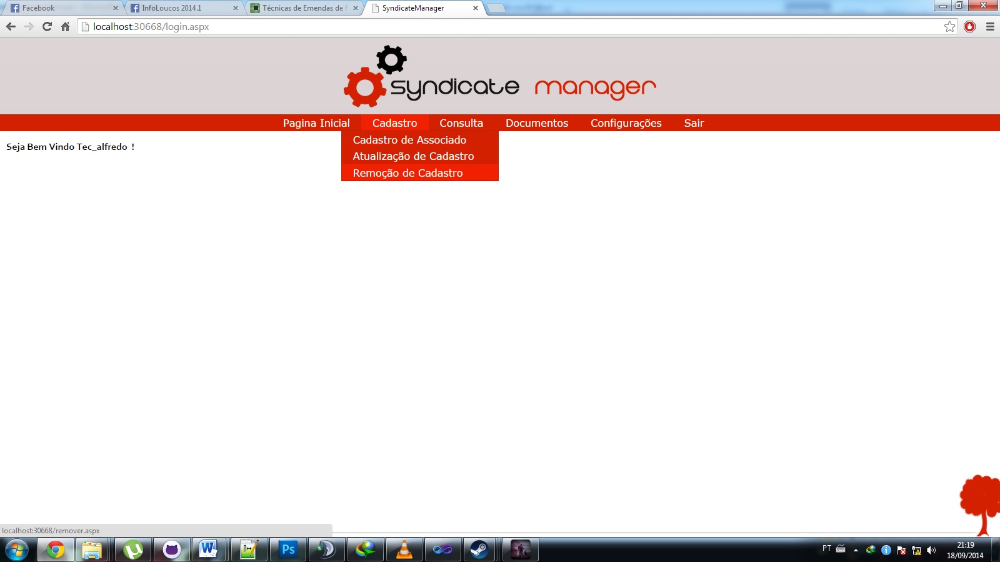 Facebook
InfoLoucos 2014.1
Técnicas de Emendas de F
SyndicateManager
localhost:30668/login.aspx
syndicate manager
Pagina Inicial
Cadastro
Consulta
Documentos
Configurações
Sair
Cadastro de Associado
Atualização de Cadastro
Remoção de Cadastro
Seja Bem Vindo Tec_alfredo !
localhost:30668/remover.aspx
PT
21:19
18/09/2014